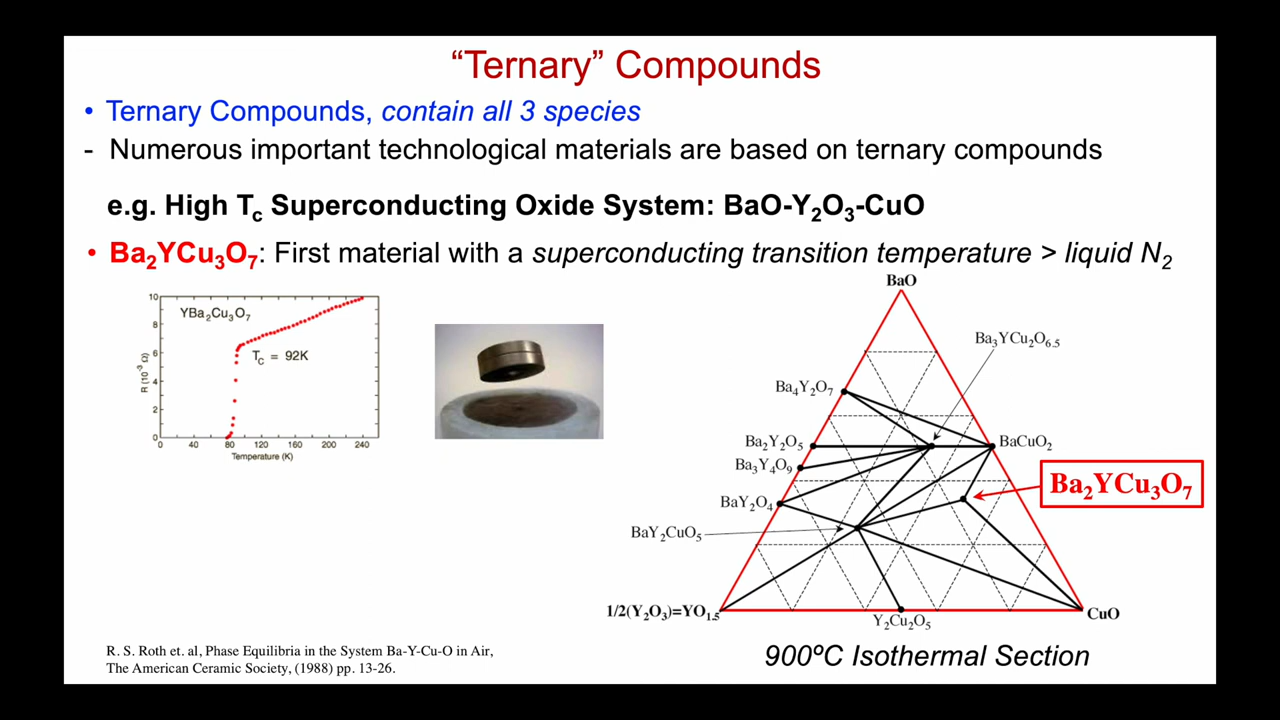 “Ternary” Compounds
• Ternary Compounds, contain all 3 species
- Numerous important technological materials are based on ternary compounds
e.g. High Tc Superconducting Oxide System: BaO-Y2O3-CuO
• Ba2YCu3O7: First material with a superconducting transition temperature > liquid N2
10
8
6
4
2
0
R (10-3 Ω)
YBa2Cu3O7
TC = 92K
0 40 80 120 160 200 240
Temperature (K)
BaO
Ba3YCu2O6.5
Ba4Y2O7
Ba2Y2O5
BaCuO2
Ba3Y4O9
Ba2YCu3O7
BaY2O4
BaY2CuO5
1/2(Y2O3)=YO1.5
Y2Cu2O5
CuO
900ºC Isothermal Section
R. S. Roth et. al, Phase Equilibria in the System Ba-Y-Cu-O in Air,
The American Ceramic Society, (1988) pp. 13-26.